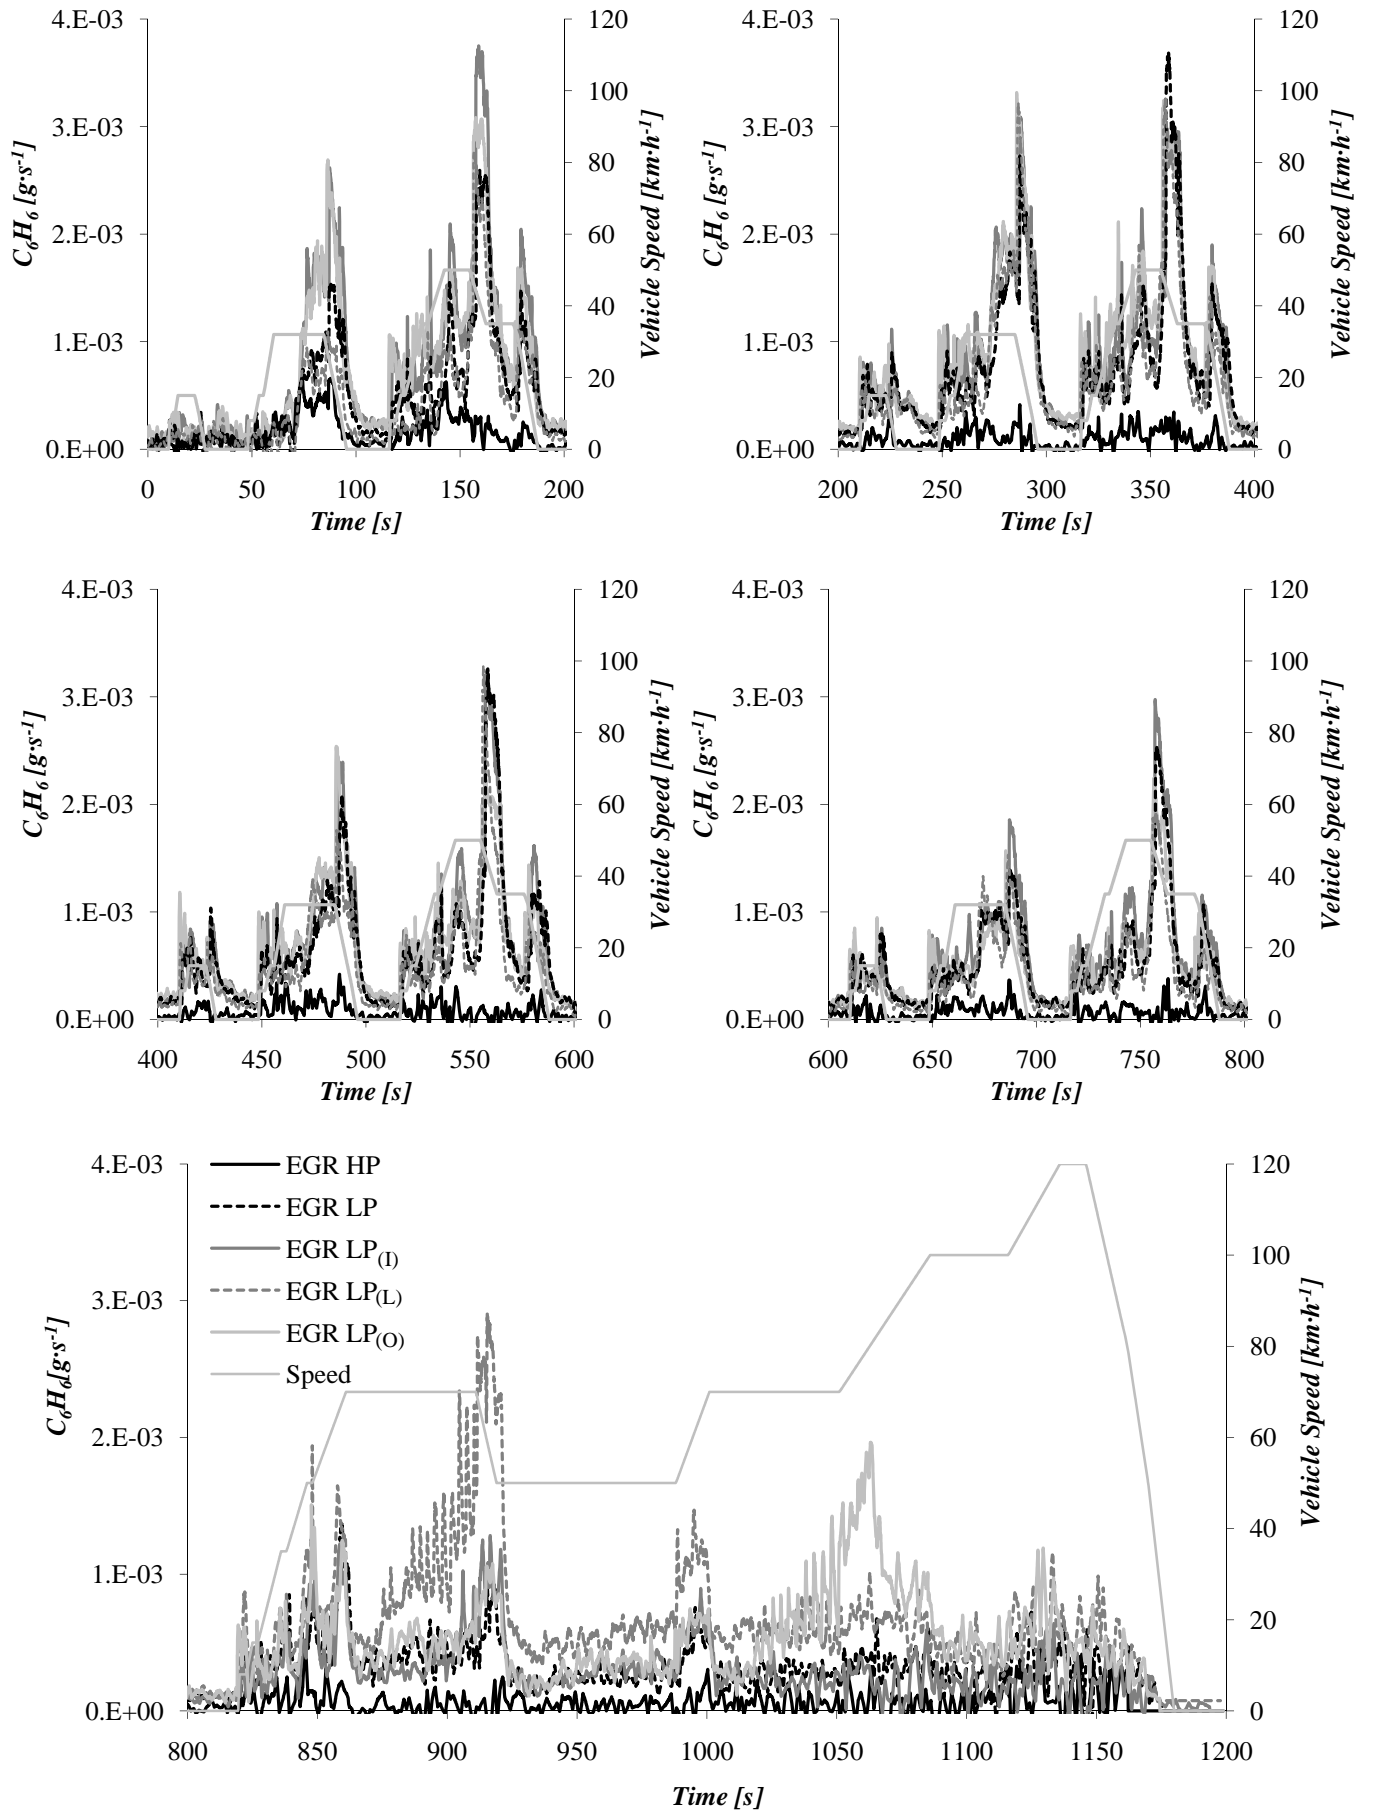 4.E-03
3.E-03
2.E-03
1.E-03
0.E+00
120
100
80
60
40
20
0
0 50 100 150 200
C6H6 [g·s-1]
Vehicle Speed [km·h-1]
Time [s]
4.E-03
3.E-03
2.E-03
1.E-03
0.E+00
120
100
80
60
40
20
0
200 250 300 350 400
C6H6 [g·s-1]
Vehicle Speed [km·h-1]
Time [s]
4.E-03
3.E-03
2.E-03
1.E-03
0.E+00
120
100
80
60
40
20
0
400 450 500 550 600
C6H6 [g·s-1]
Vehicle Speed [km·h-1]
Time [s]
4.E-03
3.E-03
2.E-03
1.E-03
0.E+00
120
100
80
60
40
20
0
600 650 700 750 800
C6H6 [g·s-1]
Vehicle Speed [km·h-1]
Time [s]
4.E-03
3.E-03
2.E-03
1.E-03
0.E+00
EGR HP
EGR LP
EGR LP(I)
EGR LP(L)
EGR LP(O)
Speed
120
100
80
60
40
20
0
800 850 900 950 1000 1050 1100 1150 1200
C6H6[g·s-1]
Vehicle Speed [km·h-1]
Time [s]